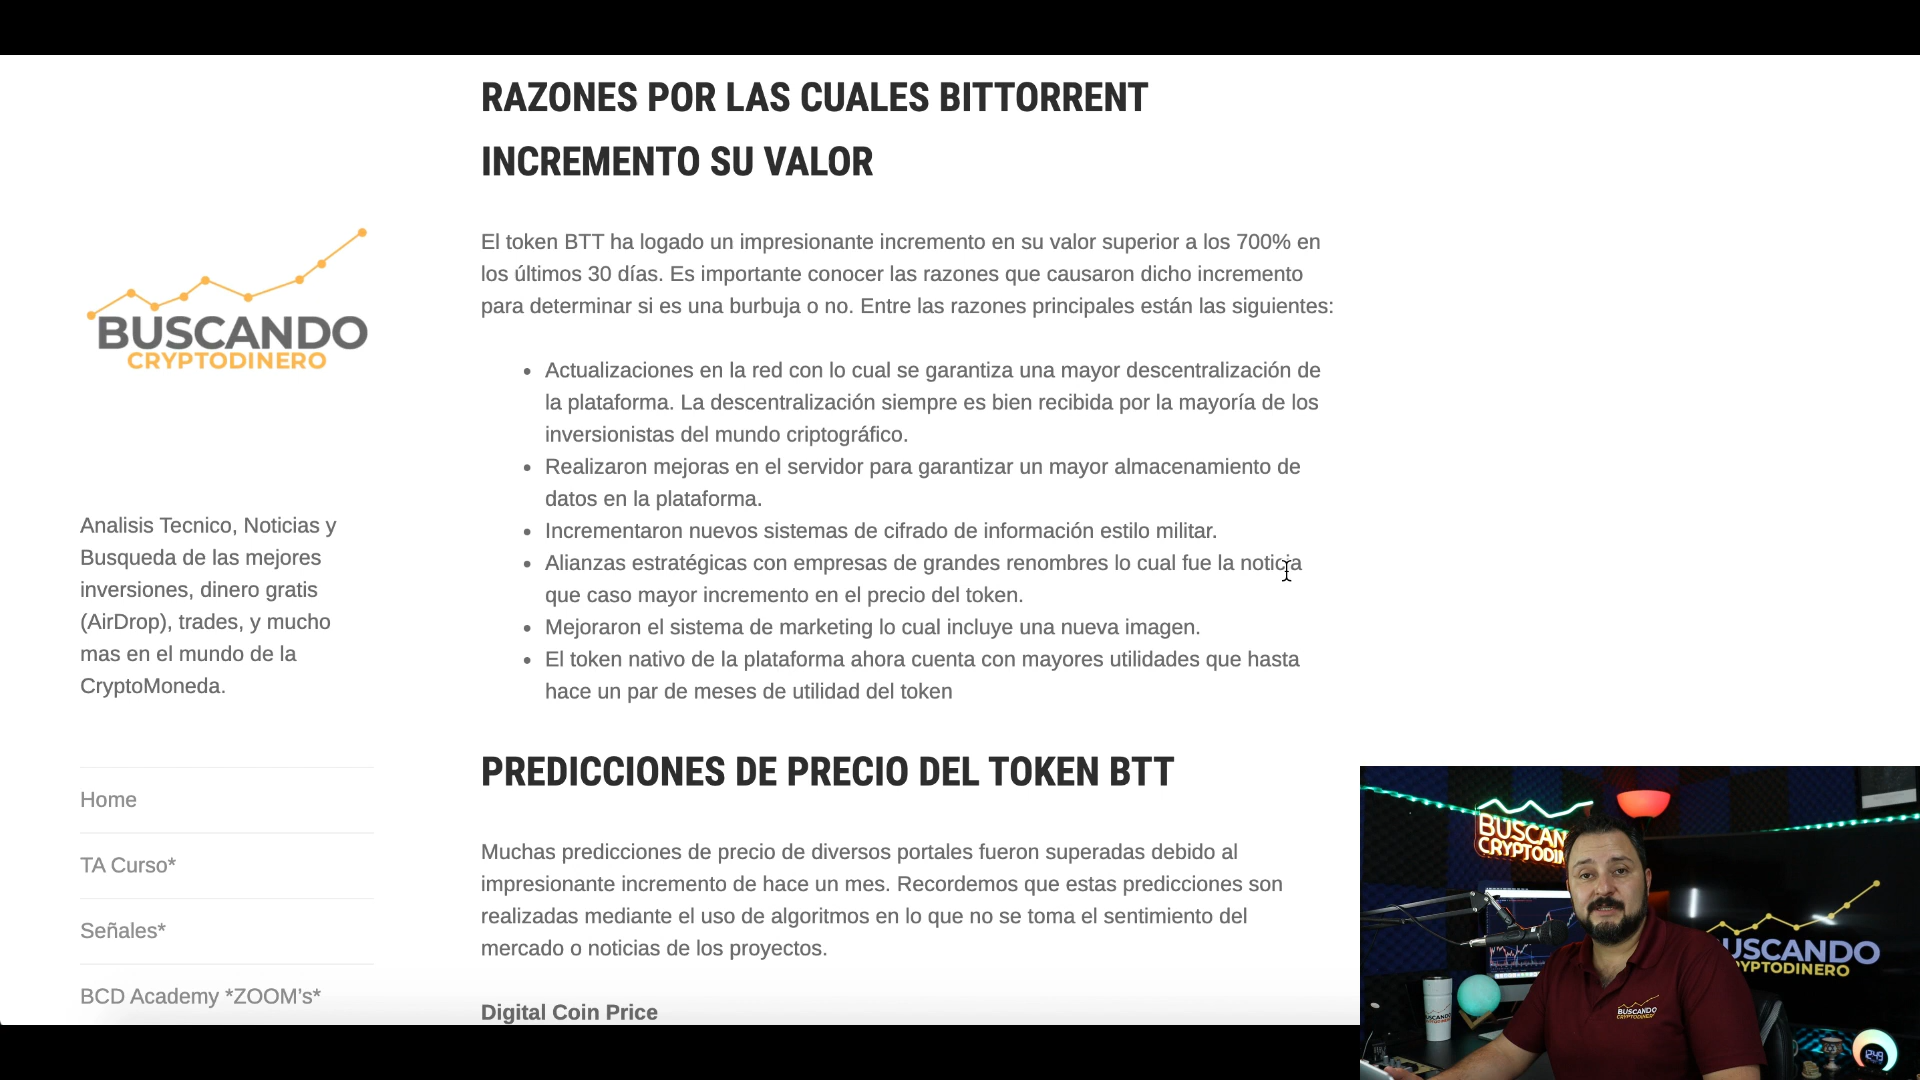 RAZONES POR LAS CUALES BITTORRENT
INCREMENTO SU VALOR
El token BTT ha logado un impresionante incremento en su valor superior a los 700% en
los últimos 30 días. Es importante conocer las razones que causaron dicho incremento
para determinar si es una burbuja o no. Entre las razones principales están las siguientes:
Actualizaciones en la red con lo cual se garantiza una mayor descentralización de
la plataforma. La descentralización siempre es bien recibida por la mayoría de los
inversionistas del mundo criptográfico.
Realizaron mejoras en el servidor para garantizar un mayor almacenamiento de
datos en la plataforma.
Incrementaron nuevos sistemas de cifrado de información estilo militar.
Alianzas estratégicas con empresas de grandes renombres lo cual fue la noticia
que caso mayor incremento en el precio del token.
Mejoraron el sistema de marketing lo cual incluye una nueva imagen.
El token nativo de la plataforma ahora cuenta con mayores utilidades que hasta
hace un par de meses de utilidad del token
PREDICCIONES DE PRECIO DEL TOKEN BTT
Muchas predicciones de precio de diversos portales fueron superadas debido al
impresionante incremento de hace un mes. Recordemos que estas predicciones son
realizadas mediante el uso de algoritmos en lo que no se toma el sentimiento del
mercado o noticias de los proyectos.
Digital Coin Price
BUSCANDO
CRYPTODINERO
Analisis Tecnico, Noticias y
Busqueda de las mejores
inversiones, dinero gratis
(AirDrop), trades, y mucho
mas en el mundo de la
CryptoMoneda.
Home
TA Curso*
Señales*
BCD Academy *ZOOM's*
BUSCAN
CRYPTODIN
USCANDO
RYPTODINERO
BUSCANDO
CRYPTODINERO